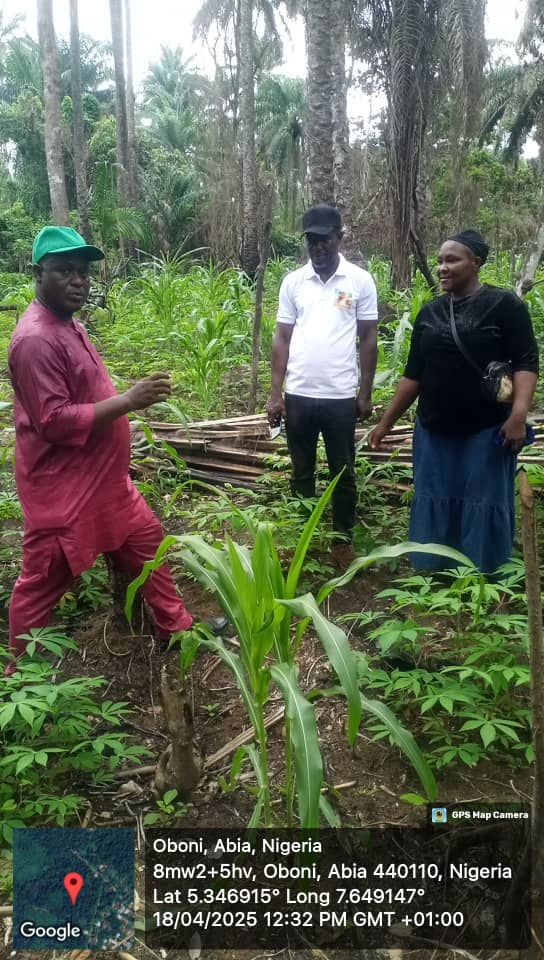 GPS Map Camera
Oboni, Abia, Nigeria
8mw2+5hv, Oboni, Abia 440110, Nigeria
Lat 5.346915° Long 7.649147°
18/04/2025 12:32 PM GMT +01:00
Google